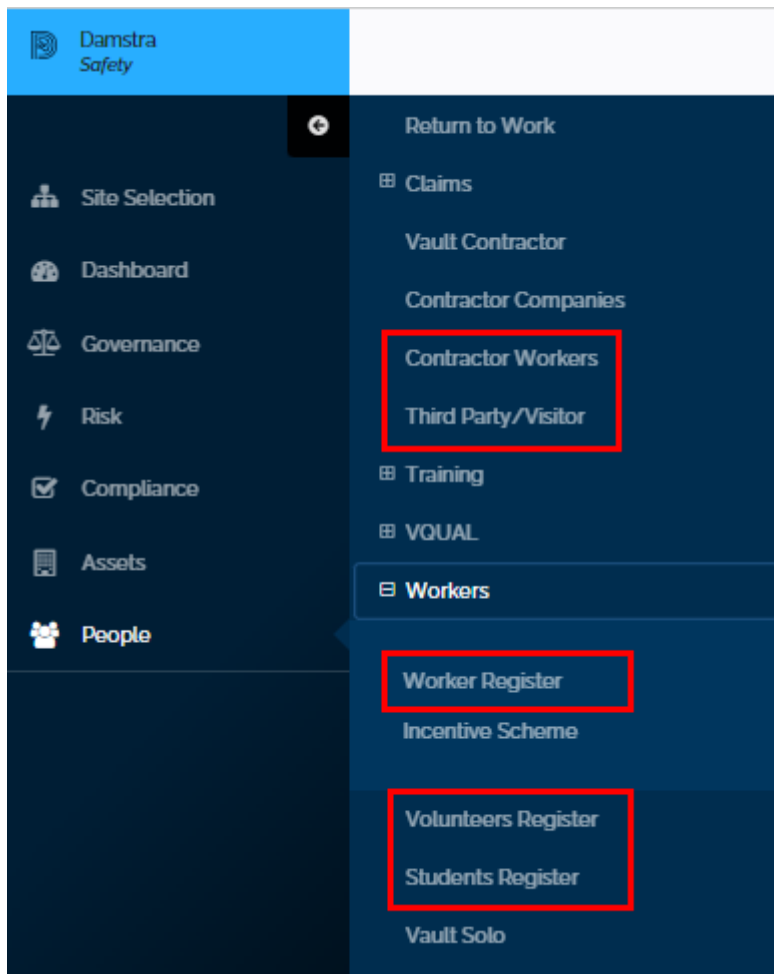 Damstra
Safety
Site Selection
Dashboard
Governance
Risk
Compliance
Assets
People
Return to Work
Claims
Vault Contractor
Contractor Companies
Contractor Workers
Third Party/Visitor
Training
VQUAL
Workers
Worker Register
Incentive Scheme
Volunteers Register
Students Register
Vault Solo